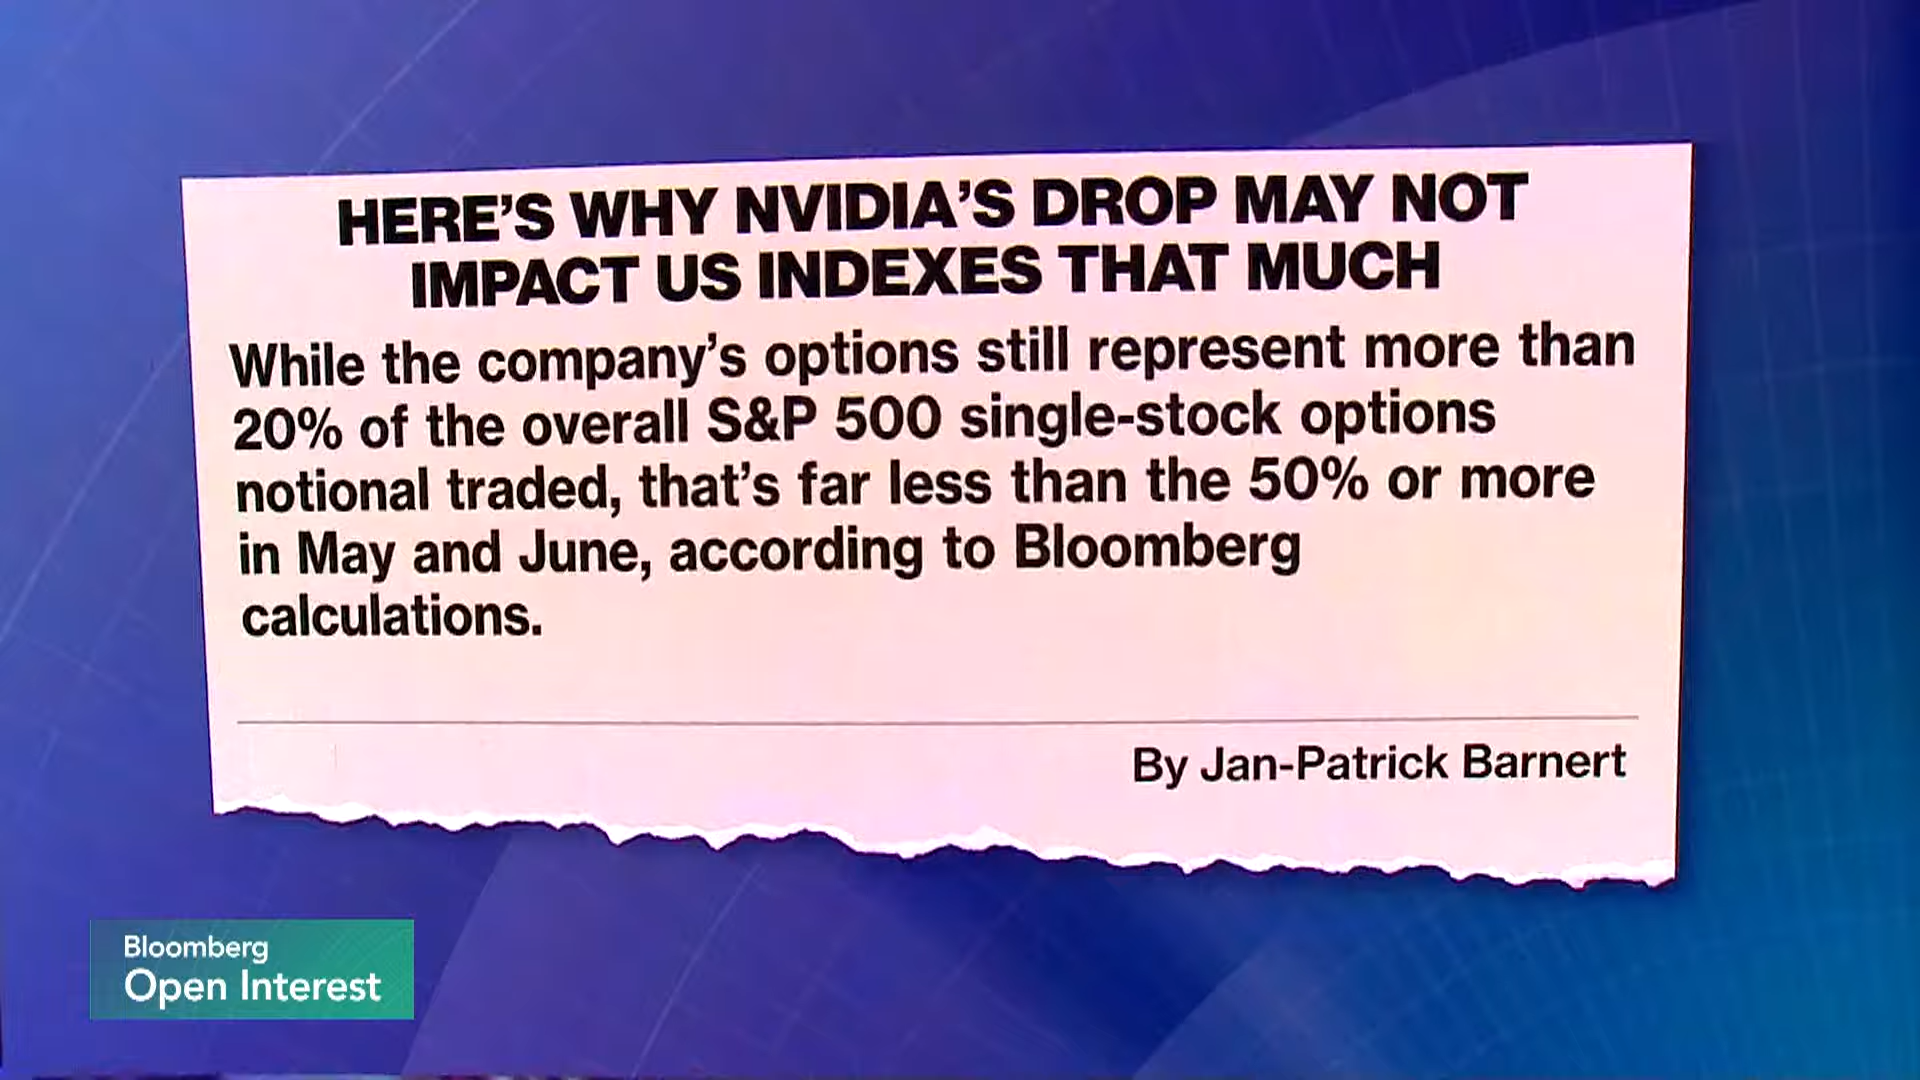 HERE'S WHY NVIDIA'S DROP MAY NOT
IMPACT US INDEXES THAT MUCH
While the company's options still represent more than
20% of the overall S&P 500 single-stock options
notional traded, that's far less than the 50% or more
in May and June, according to Bloomberg
calculations.
By Jan-Patrick Barnert
Bloomberg
Open Interest